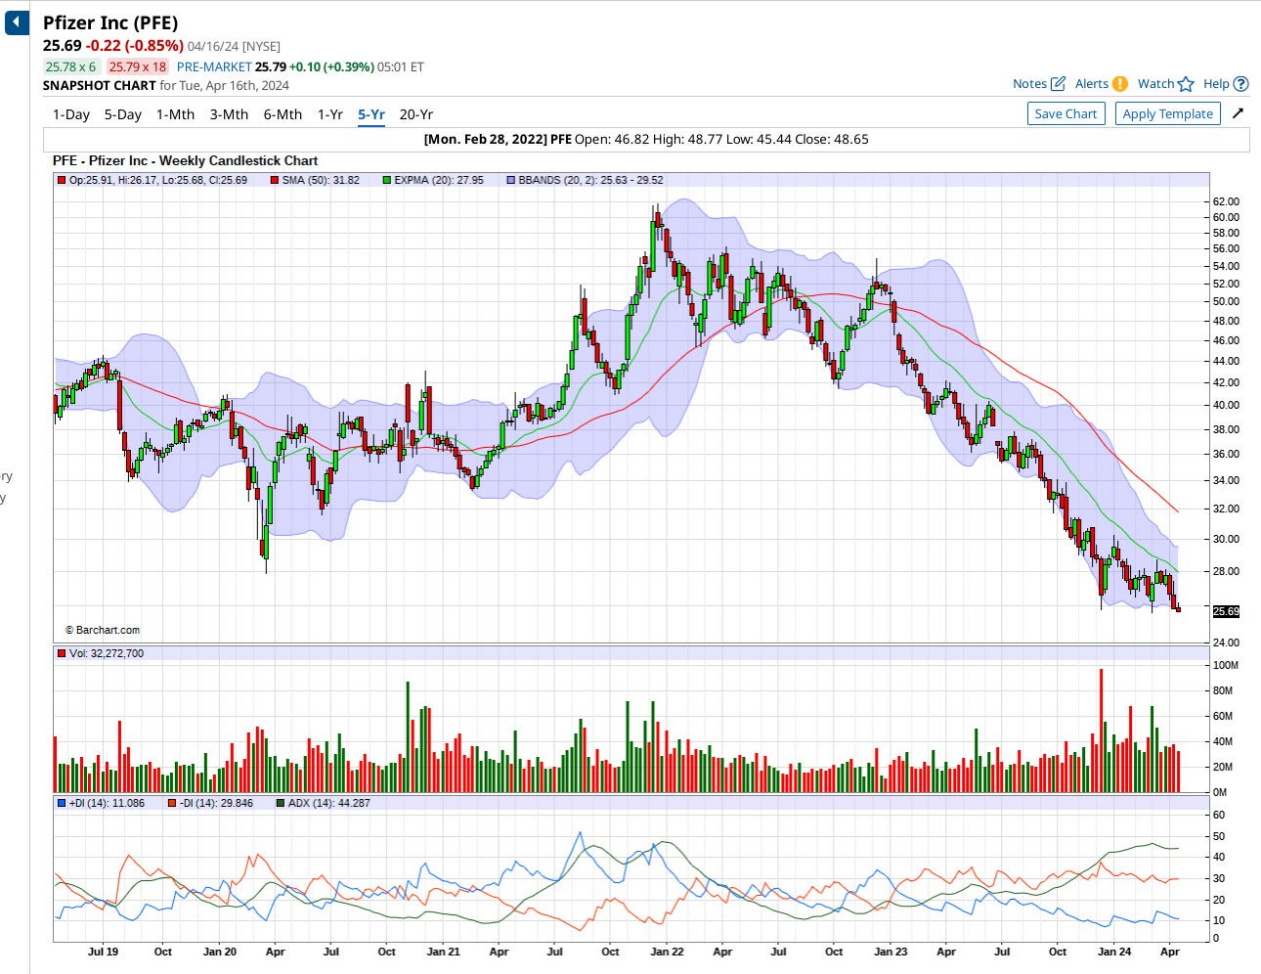 Pfizer Inc (PFE)
25.69 -0.22 (-0.85%) 04/16/24 [NYSE]
25.78 x 6 25.79 x 18 PRE-MARKET 25.79 +0.10 (+0.39%) 05:01 ET
SNAPSHOT CHART for Tue, Apr 16th, 2024
Notes Alerts Watch Help
1-Day 5-Day 1-Mth 3-Mth 6-Mth 1-Yr 5-Yr 20-Yr
Save Chart Apply Template
[Mon. Feb 28, 2022] PFE Open: 46.82 High: 48.77 Low: 45.44 Close: 48.65
PFE - Pfizer Inc - Weekly Candlestick Chart
Op:25.91, Hi:26.17, Lo:25.68, Cl:25.69 SMA (50): 31.82 EXPMA (20): 27.95 BBANDS (20, 2): 25.63 - 29.52
62.00
60.00
58.00
56.00
54.00
52.00
50.00
48.00
46.00
44.00
42.00
40.00
38.00
36.00
34.00
32.00
30.00
28.00
25.69
24.00
ry
y
© Barchart.com
Vol: 32,272,700
100M
80M
60M
40M
20M
0M
+DI (14): 11.086 -DI (14): 29.846 ADX (14): 44.287
60
50
40
30
20
10
0
Jul 19 Oct Jan 20 Apr Jul Oct Jan 21 Apr Jul Oct Jan 22 Apr Jul Oct Jan 23 Apr Jul Oct Jan 24 Apr